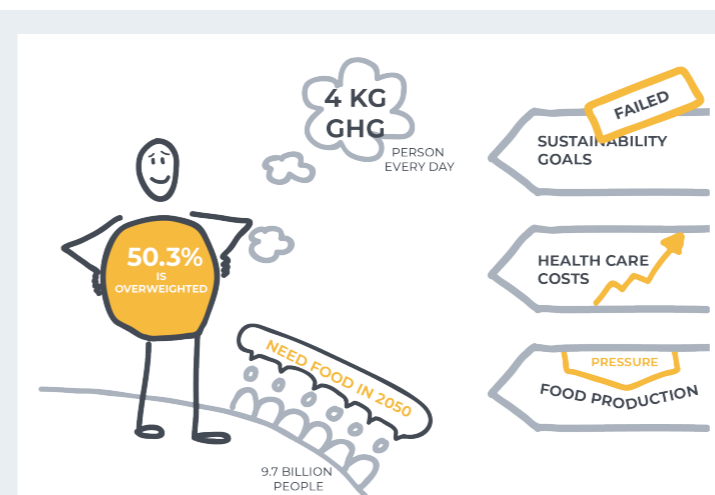 4 KG
GHG
PERSON
EVERY DAY
50.3%
IS
OVERWEIGHTED
NEED FOOD IN 2050
9.7 BILLION
PEOPLE
FAILED
SUSTAINABILITY
GOALS
HEALTH CARE
COSTS
PRESSURE
FOOD PRODUCTION